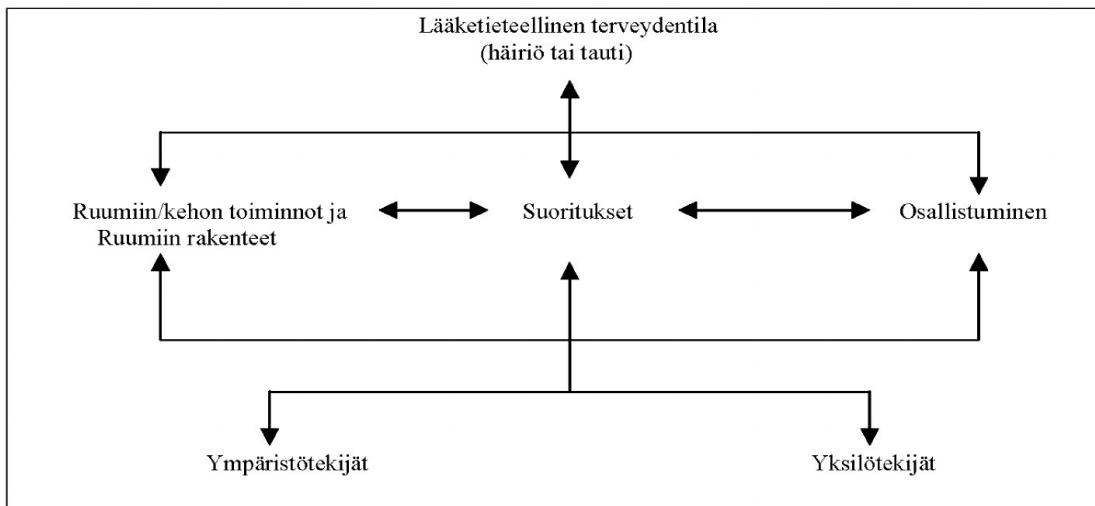 Lääketieteellinen terveydentila
(häiriö tai tauti)
Ruumiin/kehon toiminnot ja
Ruumiin rakenteet
Suoritukset
Osallistuminen
Ympäristötekijät
Yksilötekijät